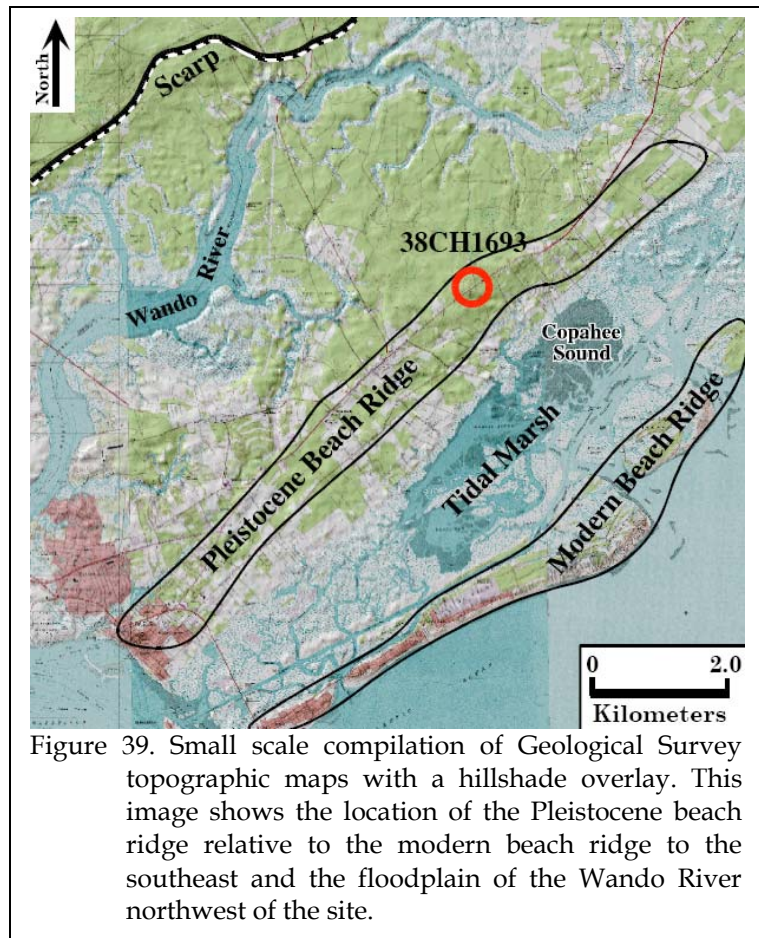 North
Scarp
38CH1693
River
Wando
Copahee
Sound
Pleistocene Beach Ridge
Tidal Marsh
Modern Beach Ridge
0 2.0
Kilometers
Figure 39. Small scale compilation of Geological Survey
topographic maps with a hillshade overlay. This
image shows the location of the Pleistocene beach
ridge relative to the modern beach ridge to the
southeast and the floodplain of the Wando River
northwest of the site.